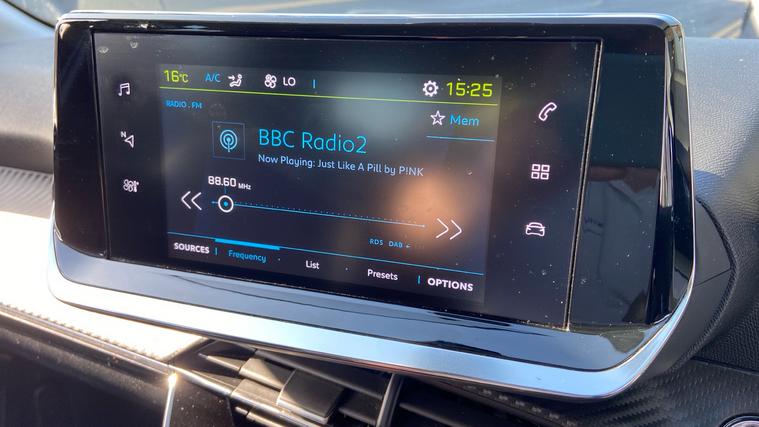 16°C A/C LO 15:25
RADIO . FM
Mem
BBC Radio2
Now Playing: Just Like A Pill by P!NK
N
88.60 MHz
RDS DAB
SOURCES Frequency List Presets OPTIONS